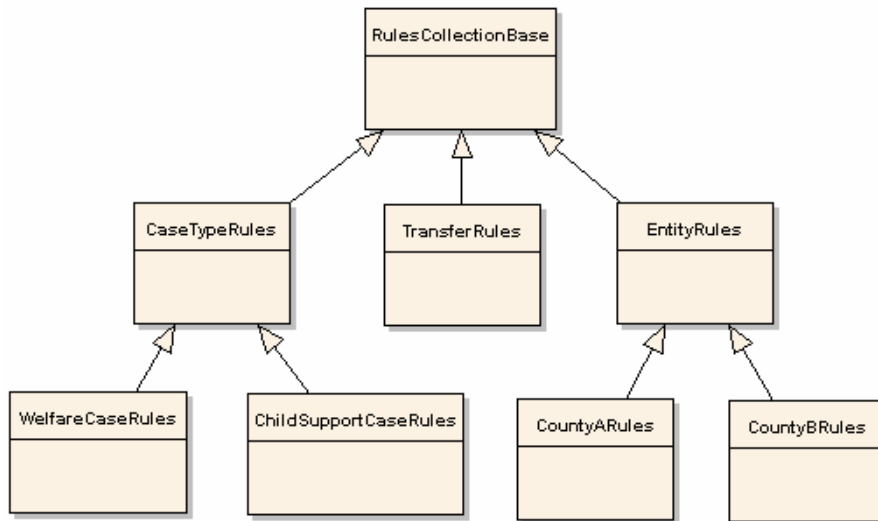 RulesCollectionBase
CaseTypeRules
TransferRules
EntityRules
WelfareCaseRules
ChildSupportCaseRules
CountyARules
CountyBRules